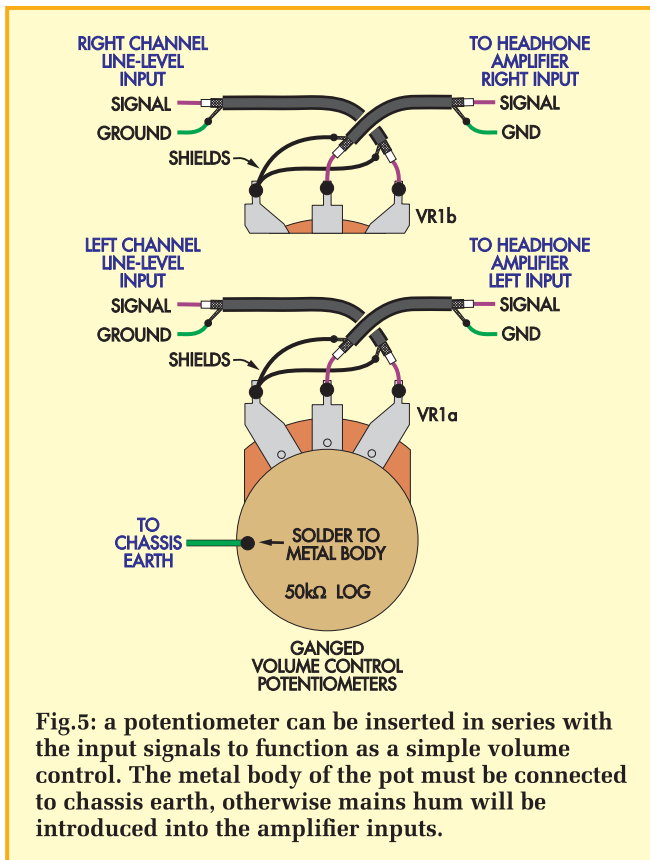 RIGHT CHANNEL
LINE-LEVEL
INPUT
SIGNAL
GROUND
SHIELDS
TO HEADHONE
AMPLIFIER
RIGHT INPUT
SIGNAL
GND
VR1b
LEFT CHANNEL
LINE-LEVEL
INPUT
SIGNAL
GROUND
SHIELDS
TO HEADHONE
AMPLIFIER
LEFT INPUT
SIGNAL
GND
VR1a
TO
CHASSIS
EARTH
SOLDER TO
METAL BODY
50kΩ LOG
GANGED
VOLUME CONTROL
POTENTIOMETERS
Fig.5: a potentiometer can be inserted in series with
the input signals to function as a simple volume
control. The metal body of the pot must be connected
to chassis earth, otherwise mains hum will be
introduced into the amplifier inputs.